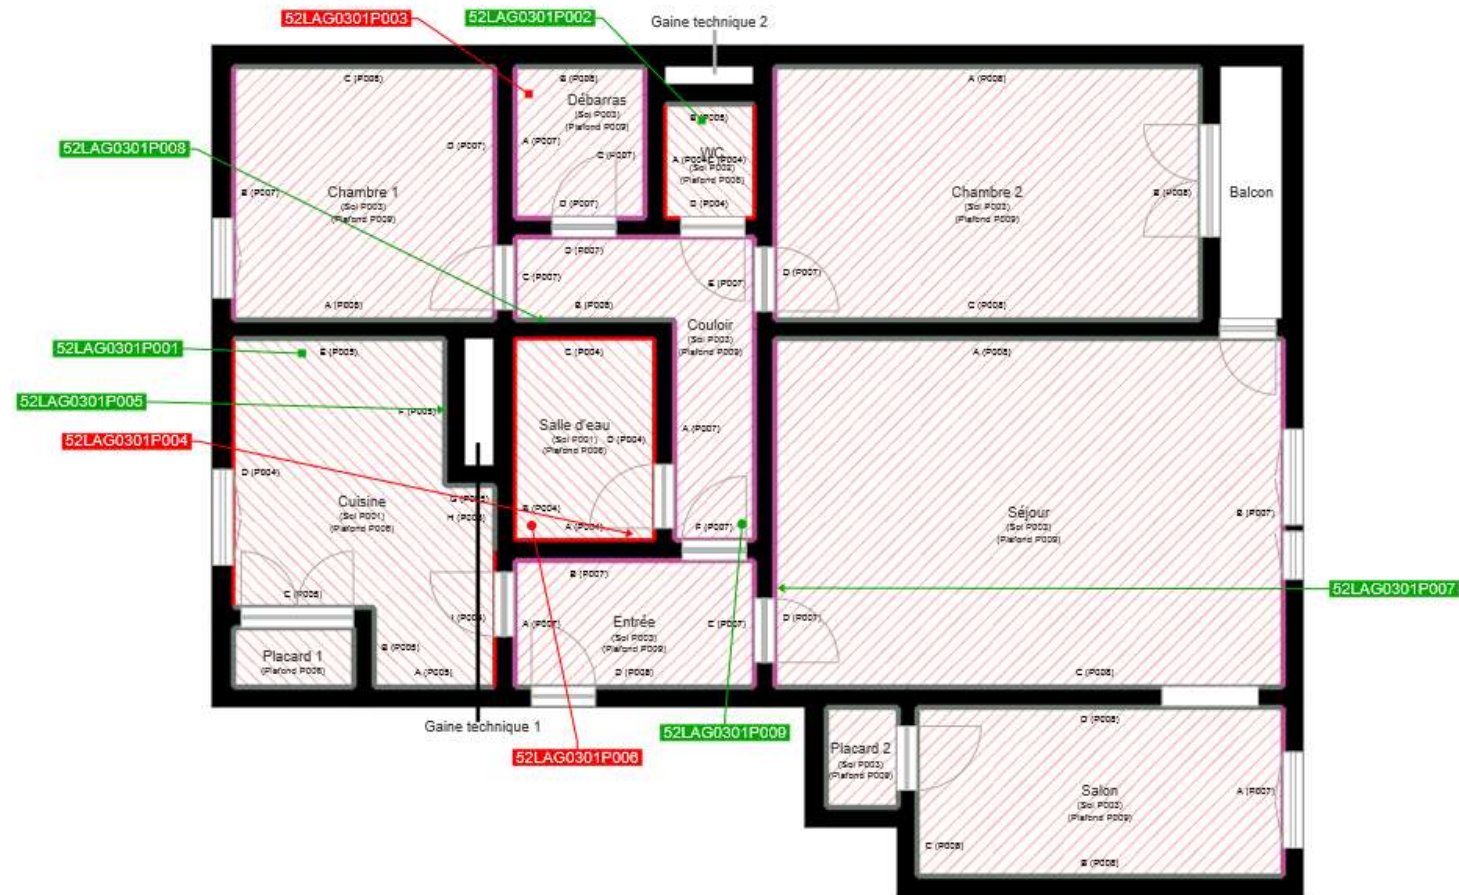 52LAG0301P003
52LAG0301P002
Gaine technique 2
C (P008)
B (P008)
A (P008)
Débarras
(Sol P003)
(Plafond P009)
52LAG0301P008
D (P007)
A (P007)
C (P007)
WC
(Sol P002)
(Plafond P006)
D (P004)
Chambre 1
(Sol P003)
(Plafond P009)
B (P007)
D (P007)
Chambre 2
(Sol P003)
(Plafond P009)
B (P008)
Balcon
D (P007)
C (P007)
E (P007)
D (P007)
A (P008)
B (P008)
C (P008)
Couloir
(Sol P003)
(Plafond P009)
52LAG0301P001
E (P005)
C (P004)
A (P008)
52LAG0301P005
F (P005)
52LAG0301P004
Salle d'eau
(Sol P001)
(Plafond P006)
D (P004)
A (P007)
D (P004)
Cuisine
(Sol P001)
(Plafond P006)
G (P005)
H (P005)
B (P004)
A (P004)
F (P007)
Séjour
(Sol P003)
(Plafond P009)
B (P007)
B (P007)
52LAG0301P007
C (P005)
A (P007)
Entrée
(Sol P003)
(Plafond P009)
C (P007)
D (P007)
Placard 1
(Plafond P006)
B (P005)
A (P005)
D (P008)
C (P008)
Gaine technique 1
52LAG0301P009
52LAG0301P006
D (P008)
Placard 2
(Sol P003)
(Plafond P009)
Salon
(Sol P003)
(Plafond P009)
A (P007)
C (P008)
B (P008)